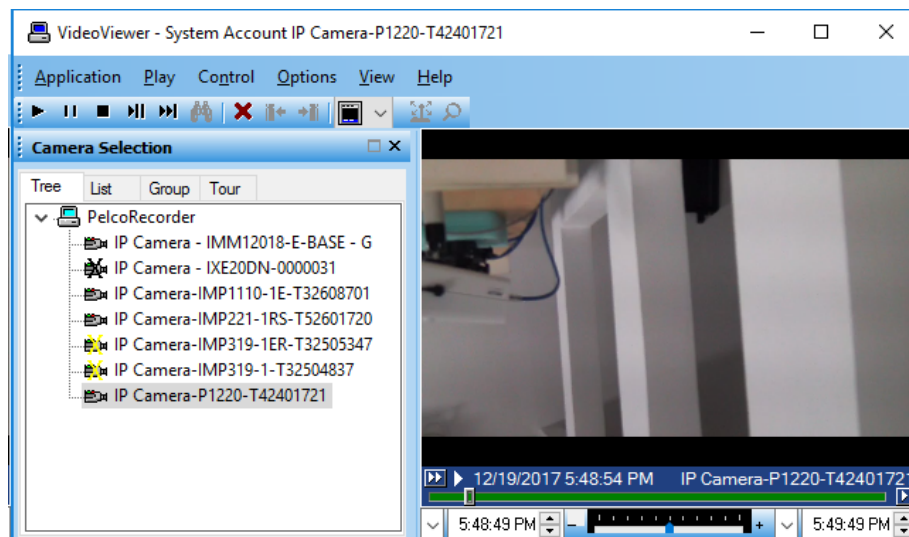 VideoViewer - System Account IP Camera-P1220-T42401721
Application Play Control Options View Help
Camera Selection
Tree List Group Tour
PelcoRecorder
IP Camera - IMM12018-E-BASE - G
IP Camera - IXE20DN-0000031
IP Camera-IMP1110-1E-T32608701
IP Camera-IMP221-1RS-T52601720
IP Camera-IMP319-1ER-T32505347
IP Camera-IMP319-1-T32504837
IP Camera-P1220-T42401721
12/19/2017 5:48:54 PM IP Camera-P1220-T42401721
5:48:49 PM - + 5:49:49 PM